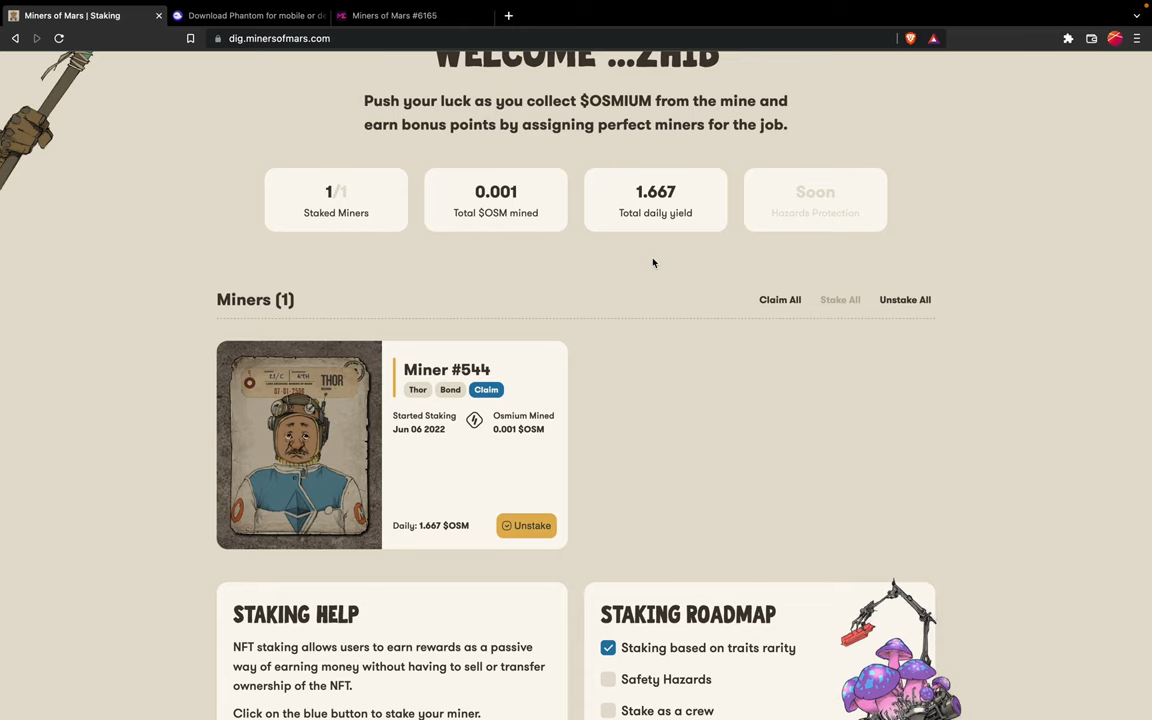 Miners of Mars | Staking
Download Phantom for mobile or d
Miners of Mars #6165
dig.minersofmars.com
WELCOME ...2HIB
Push your luck as you collect $OSMIUM from the mine and
earn bonus points by assigning perfect miners for the job.
1/1
Staked Miners
0.001
Total $OSM mined
1.667
Total daily yield
Soon
Hazards Protection
Miners (1)
Claim All
Stake All
Unstake All
THOR
07-01-2506
Miner #544
Thor
Bond
Claim
Started Staking
Jun 06 2022
Osmium Mined
0.001 $OSM
Daily: 1.667 $OSM
Unstake
STAKING HELP
NFT staking allows users to earn rewards as a passive
way of earning money without having to sell or transfer
ownership of the NFT.
Click on the blue button to stake your miner.
STAKING ROADMAP
Staking based on traits rarity
Safety Hazards
Stake as a crew